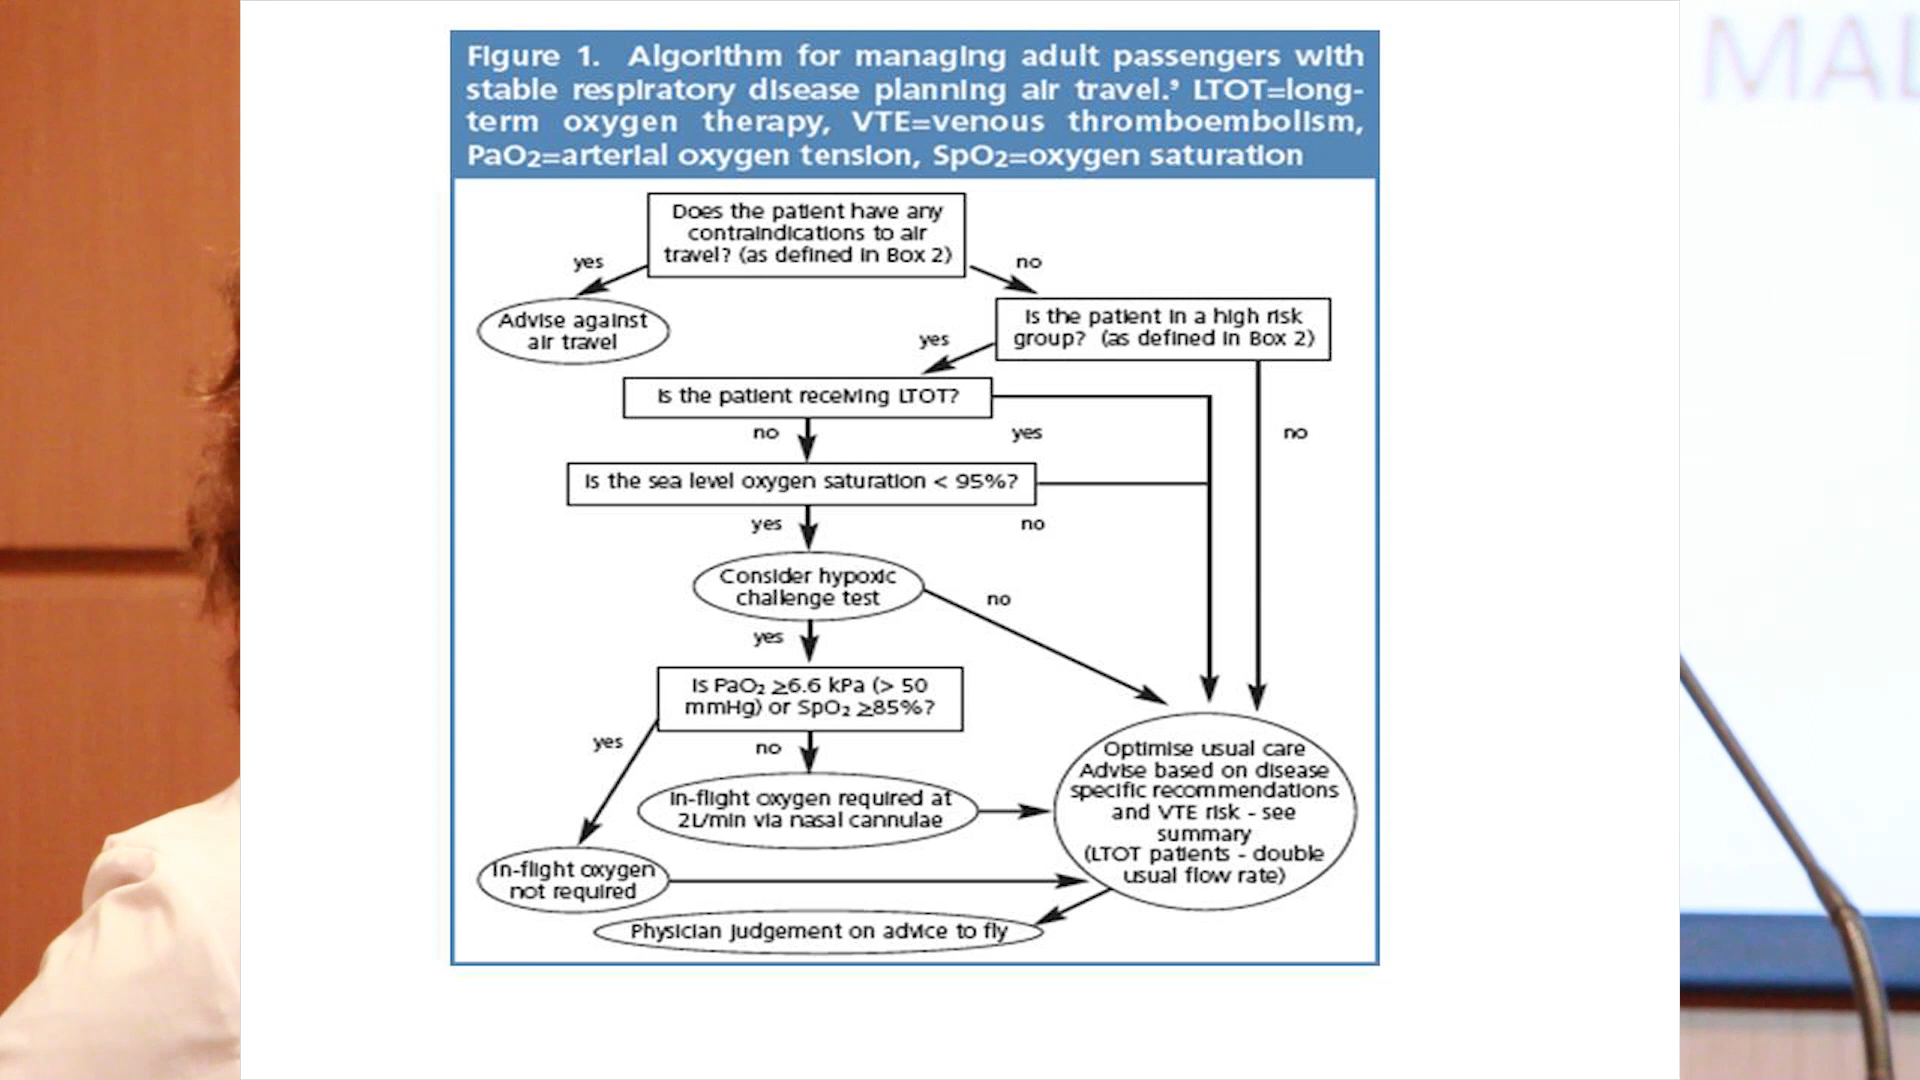 Figure 1. Algorithm for managing adult passengers with
stable respiratory disease planning air travel.⁹ LTOT=long-
term oxygen therapy, VTE=venous thromboembolism,
PaO2=arterial oxygen tension, SpO2=oxygen saturation
MAL
Does the patient have any
contraindications to air
travel? (as defined in Box 2)
yes
no
Advise against
air travel
Is the patient in a high risk
group? (as defined in Box 2)
yes
Is the patient receiving LTOT?
no
yes
no
Is the sea level oxygen saturation < 95%?
yes
no
Consider hypoxic
challenge test
no
yes
Is PaO₂ ≥6.6 kPa (> 50
mmHg) or SpO₂ ≥85%?
yes
no
In-flight oxygen required at
2L/min via nasal cannulae
Optimise usual care
Advise based on disease
specific recommendations
and VTE risk - see
summary
(LTOT patients - double
usual flow rate)
In-flight oxygen
not required
Physician judgement on advice to fly